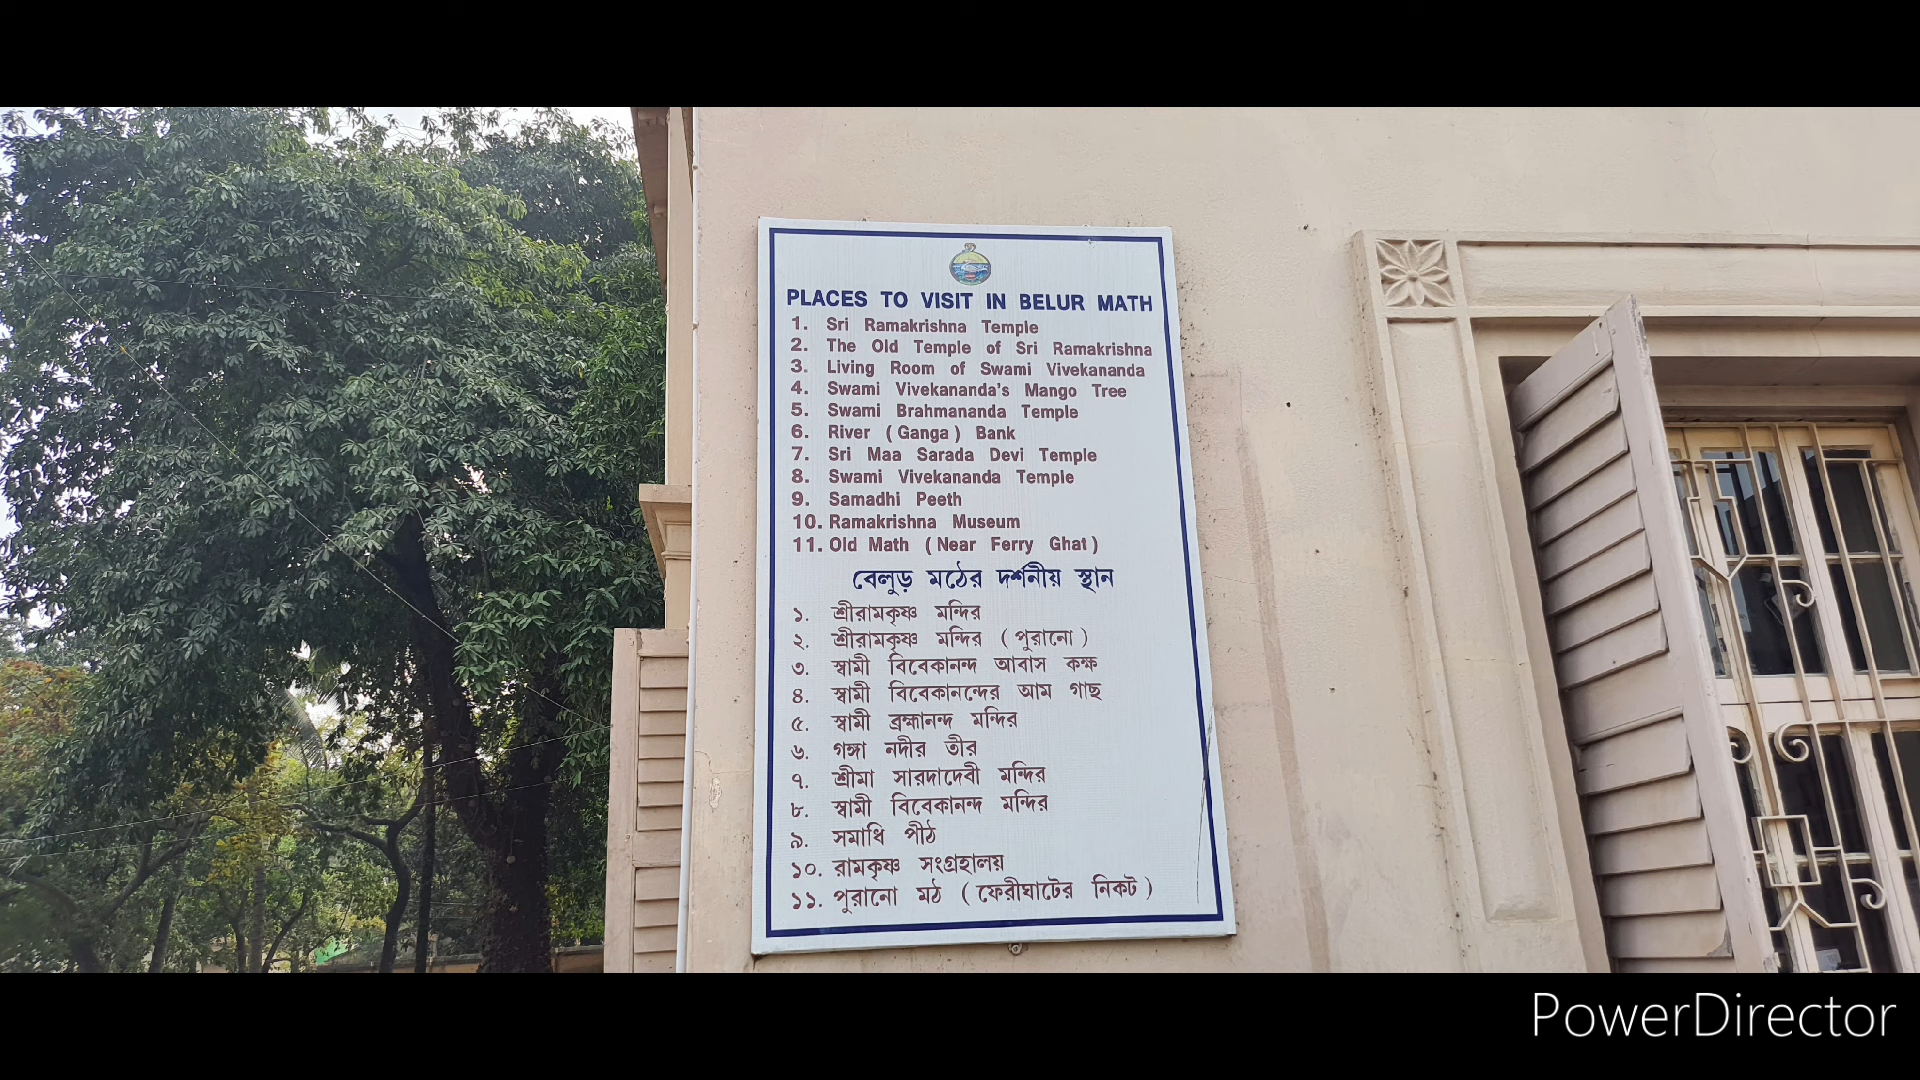 PLACES TO VISIT IN BELUR MATH
1. Sri Ramakrishna Temple
2. The Old Temple of Sri Ramakrishna
3. Living Room of Swami Vivekananda
4. Swami Vivekananda's Mango Tree
5. Swami Brahmananda Temple
6. River (Ganga) Bank
7. Sri Maa Sarada Devi Temple
8. Swami Vivekananda Temple
9. Samadhi Peeth
10. Ramakrishna Museum
11. Old Math (Near Ferry Ghat)
বেলুড় মঠের দর্শনীয় স্থান
১. শ্রীরামকৃষ্ণ মন্দির
২. শ্রীরামকৃষ্ণ মন্দির (পুরানো)
৩. স্বামী বিবেকানন্দ আবাস কক্ষ
৪. স্বামী বিবেকানন্দের আম গাছ
৫. স্বামী ব্রহ্মানন্দ মন্দির
৬. গঙ্গা নদীর তীর
৭. শ্রীমা সারদাদেবী মন্দির
৮. স্বামী বিবেকানন্দ মন্দির
৯. সমাধি পীঠ
১০. রামকৃষ্ণ সংগ্রহালয়
১১. পুরানো মঠ (ফেরীঘাটের নিকট)
PowerDirector